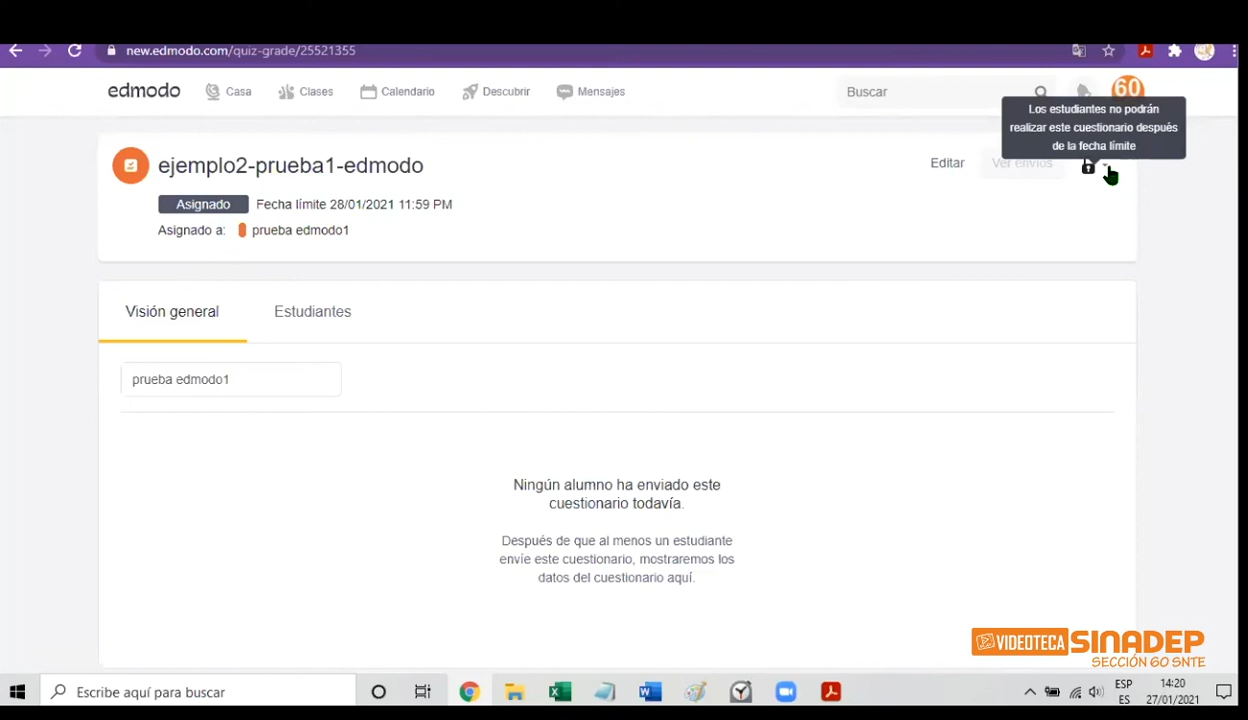 new.edmodo.com/quiz-grade/25521355
edmodo Casa Clases Calendario Descubrir Mensajes Buscar 60
Los estudiantes no podrán
realizar este cuestionario después
de la fecha límite
ejemplo2-prueba1-edmodo Editar Ver envíos
Asignado Fecha límite 28/01/2021 11:59 PM
Asignado a: prueba edmodo1
Visión general Estudiantes
prueba edmodo1
Ningún alumno ha enviado este
cuestionario todavía.
Después de que al menos un estudiante
envíe este cuestionario, mostraremos los
datos del cuestionario aquí.
VIDEOTECA SINADEP
SECCIÓN 60 SNTE
Escribe aquí para buscar ESP 14:20
ES 27/01/2021